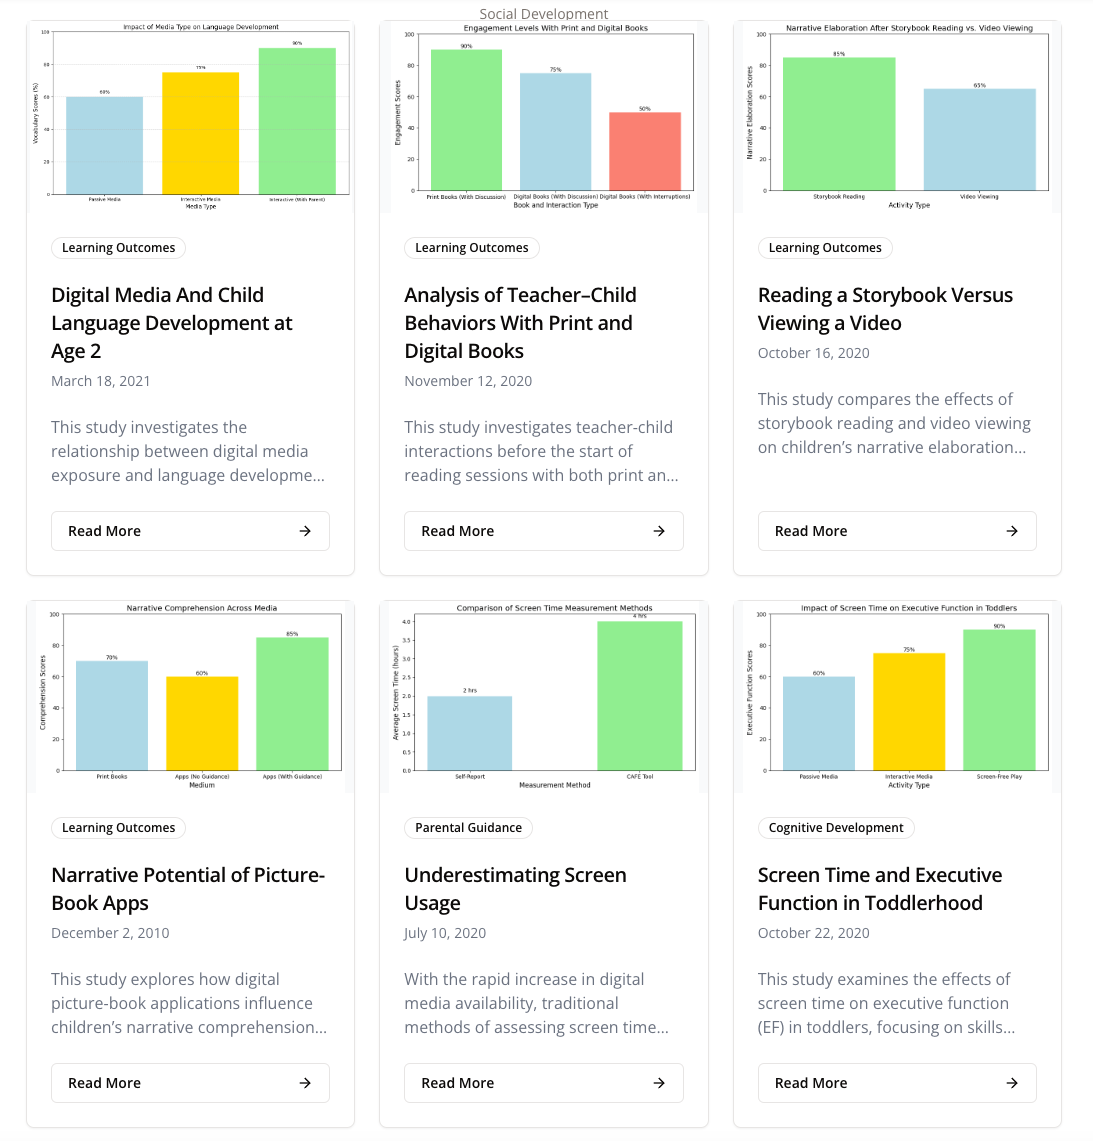 Social Development
Impact of Media Type on Language Development
Vocabulary Scores (%)
100
80
60
40
20
0
60%
75%
90%
Passive Media
Interactive Media
Interactive (With Parent)
Media Type
Learning Outcomes
Digital Media And Child
Language Development at
Age 2
March 18, 2021
This study investigates the
relationship between digital media
exposure and language developme...
Read More
Engagement Levels With Print and Digital Books
Engagement Scores
100
80
60
40
20
0
90%
75%
50%
Print Books (With Discussion)
Digital Books (With Discussion)
Digital Books (With Interruptions)
Book and Interaction Type
Learning Outcomes
Analysis of Teacher–Child
Behaviors With Print and
Digital Books
November 12, 2020
This study investigates teacher-child
interactions before the start of
reading sessions with both print an...
Read More
Narrative Elaboration After Storybook Reading vs. Video Viewing
Narrative Elaboration Scores
100
80
60
40
20
0
85%
65%
Storybook Reading
Video Viewing
Activity Type
Learning Outcomes
Reading a Storybook Versus
Viewing a Video
October 16, 2020
This study compares the effects of
storybook reading and video viewing
on children’s narrative elaboration...
Read More
Narrative Comprehension Across Media
Comprehension Scores
100
80
60
40
20
0
70%
60%
85%
Print Books
Apps (No Guidance)
Apps (With Guidance)
Medium
Learning Outcomes
Narrative Potential of Picture-
Book Apps
December 2, 2010
This study explores how digital
picture-book applications influence
children’s narrative comprehension...
Read More
Comparison of Screen Time Measurement Methods
Average Screen Time (hours)
4.0
3.5
3.0
2.5
2.0
1.5
1.0
0.5
0.0
2 hrs
4 hrs
Self-Report
CAFE Tool
Measurement Method
Parental Guidance
Underestimating Screen
Usage
July 10, 2020
With the rapid increase in digital
media availability, traditional
methods of assessing screen time...
Read More
Impact of Screen Time on Executive Function in Toddlers
Executive Function Scores
100
80
60
40
20
0
60%
75%
90%
Passive Media
Interactive Media
Screen-Free Play
Activity Type
Cognitive Development
Screen Time and Executive
Function in Toddlerhood
October 22, 2020
This study examines the effects of
screen time on executive function
(EF) in toddlers, focusing on skills...
Read More